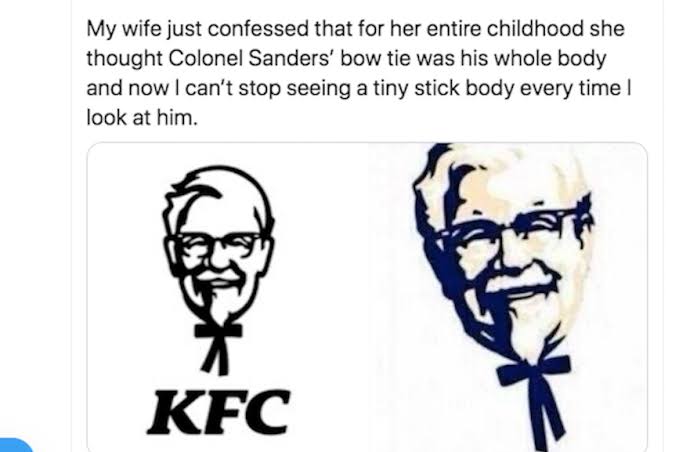 My wife just confessed that for her entire childhood she
thought Colonel Sanders’ bow tie was his whole body
and now I can’t stop seeing a tiny stick body every time I
look at him.
KFC